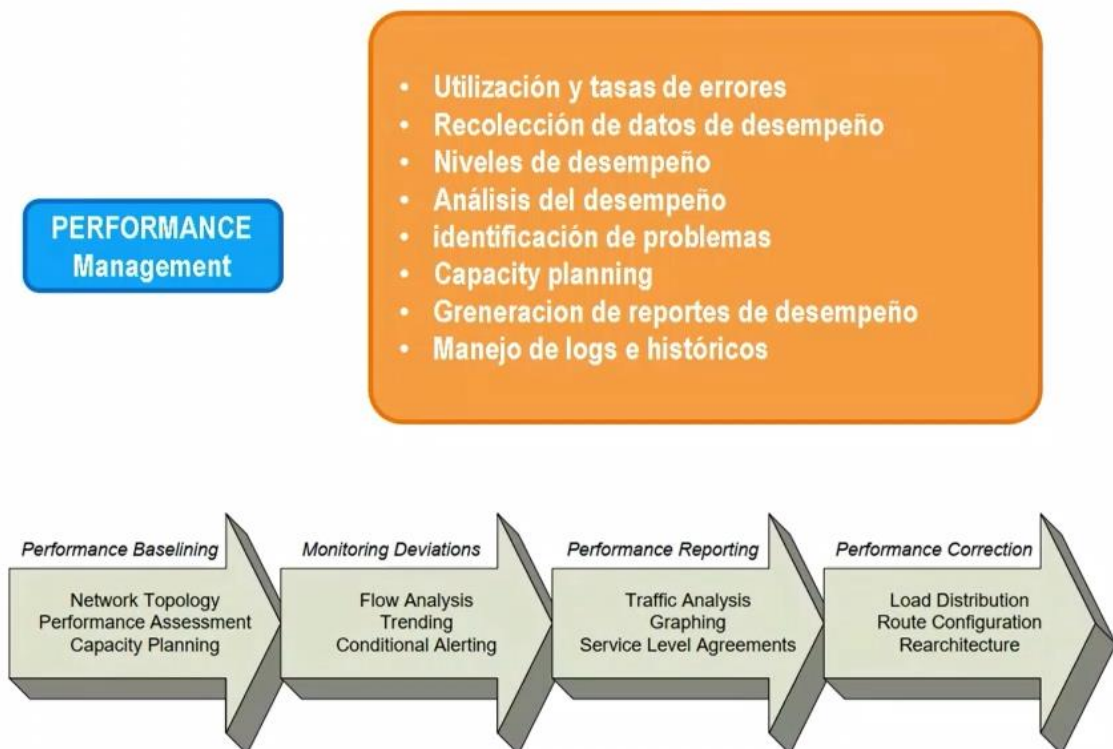 PERFORMANCE
Management
• Utilización y tasas de errores
• Recolección de datos de desempeño
• Niveles de desempeño
• Análisis del desempeño
• identificación de problemas
• Capacity planning
• Greneracion de reportes de desempeño
• Manejo de logs e históricos
Performance Baselining
Network Topology
Performance Assessment
Capacity Planning
Monitoring Deviations
Flow Analysis
Trending
Conditional Alerting
Performance Reporting
Traffic Analysis
Graphing
Service Level Agreements
Performance Correction
Load Distribution
Route Configuration
Rearchitecture